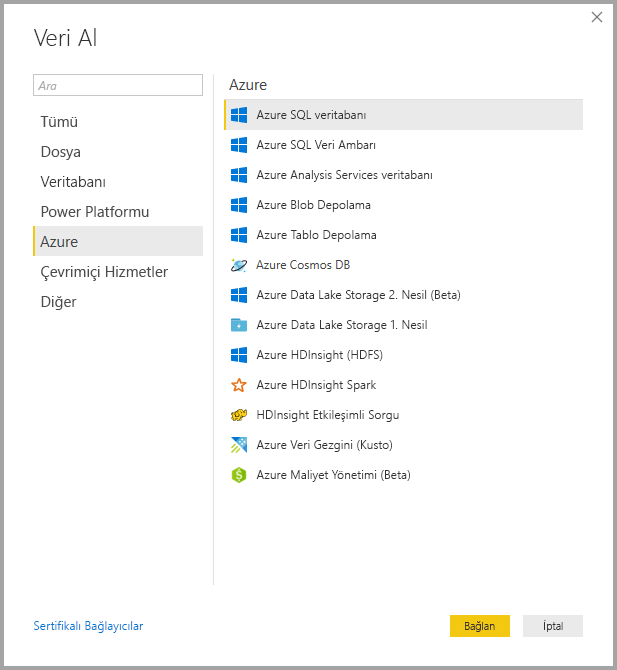 Veri Al
Ara
Tümü
Dosya
Veritabanı
Power Platformu
Azure
Çevrimiçi Hizmetler
Diğer
Azure
Azure SQL veritabanı
Azure SQL Veri Ambarı
Azure Analysis Services veritabanı
Azure Blob Depolama
Azure Tablo Depolama
Azure Cosmos DB
Azure Data Lake Storage 2. Nesil (Beta)
Azure Data Lake Storage 1. Nesil
Azure HDInsight (HDFS)
Azure HDInsight Spark
HDInsight Etkileşimli Sorgu
Azure Veri Gezgini (Kusto)
Azure Maliyet Yönetimi (Beta)
Sertifikalı Bağlayıcılar
Bağlan
İptal